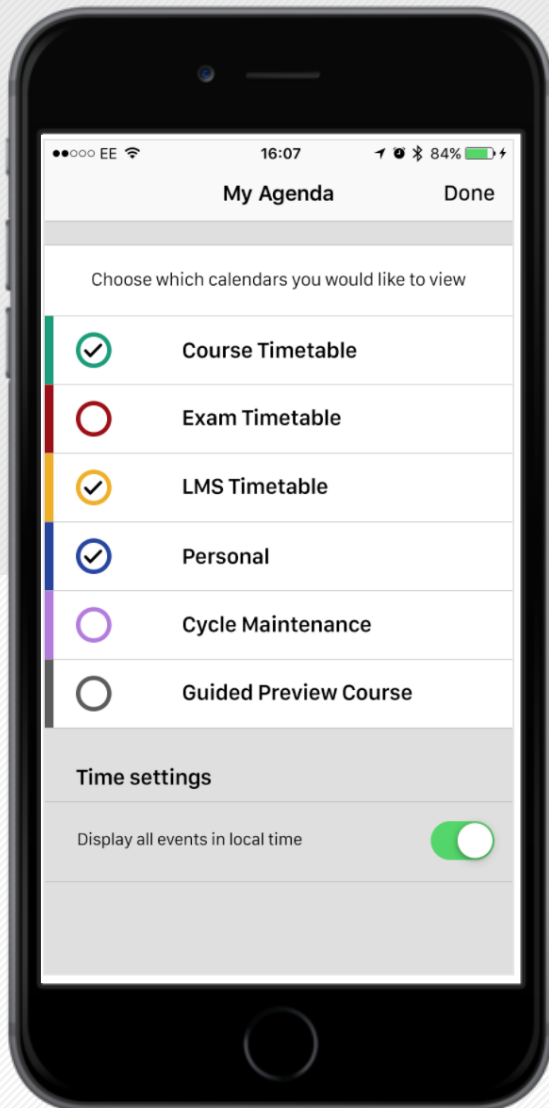 EE 16:07 84%
My Agenda Done
Choose which calendars you would like to view
Course Timetable
Exam Timetable
LMS Timetable
Personal
Cycle Maintenance
Guided Preview Course
Time settings
Display all events in local time